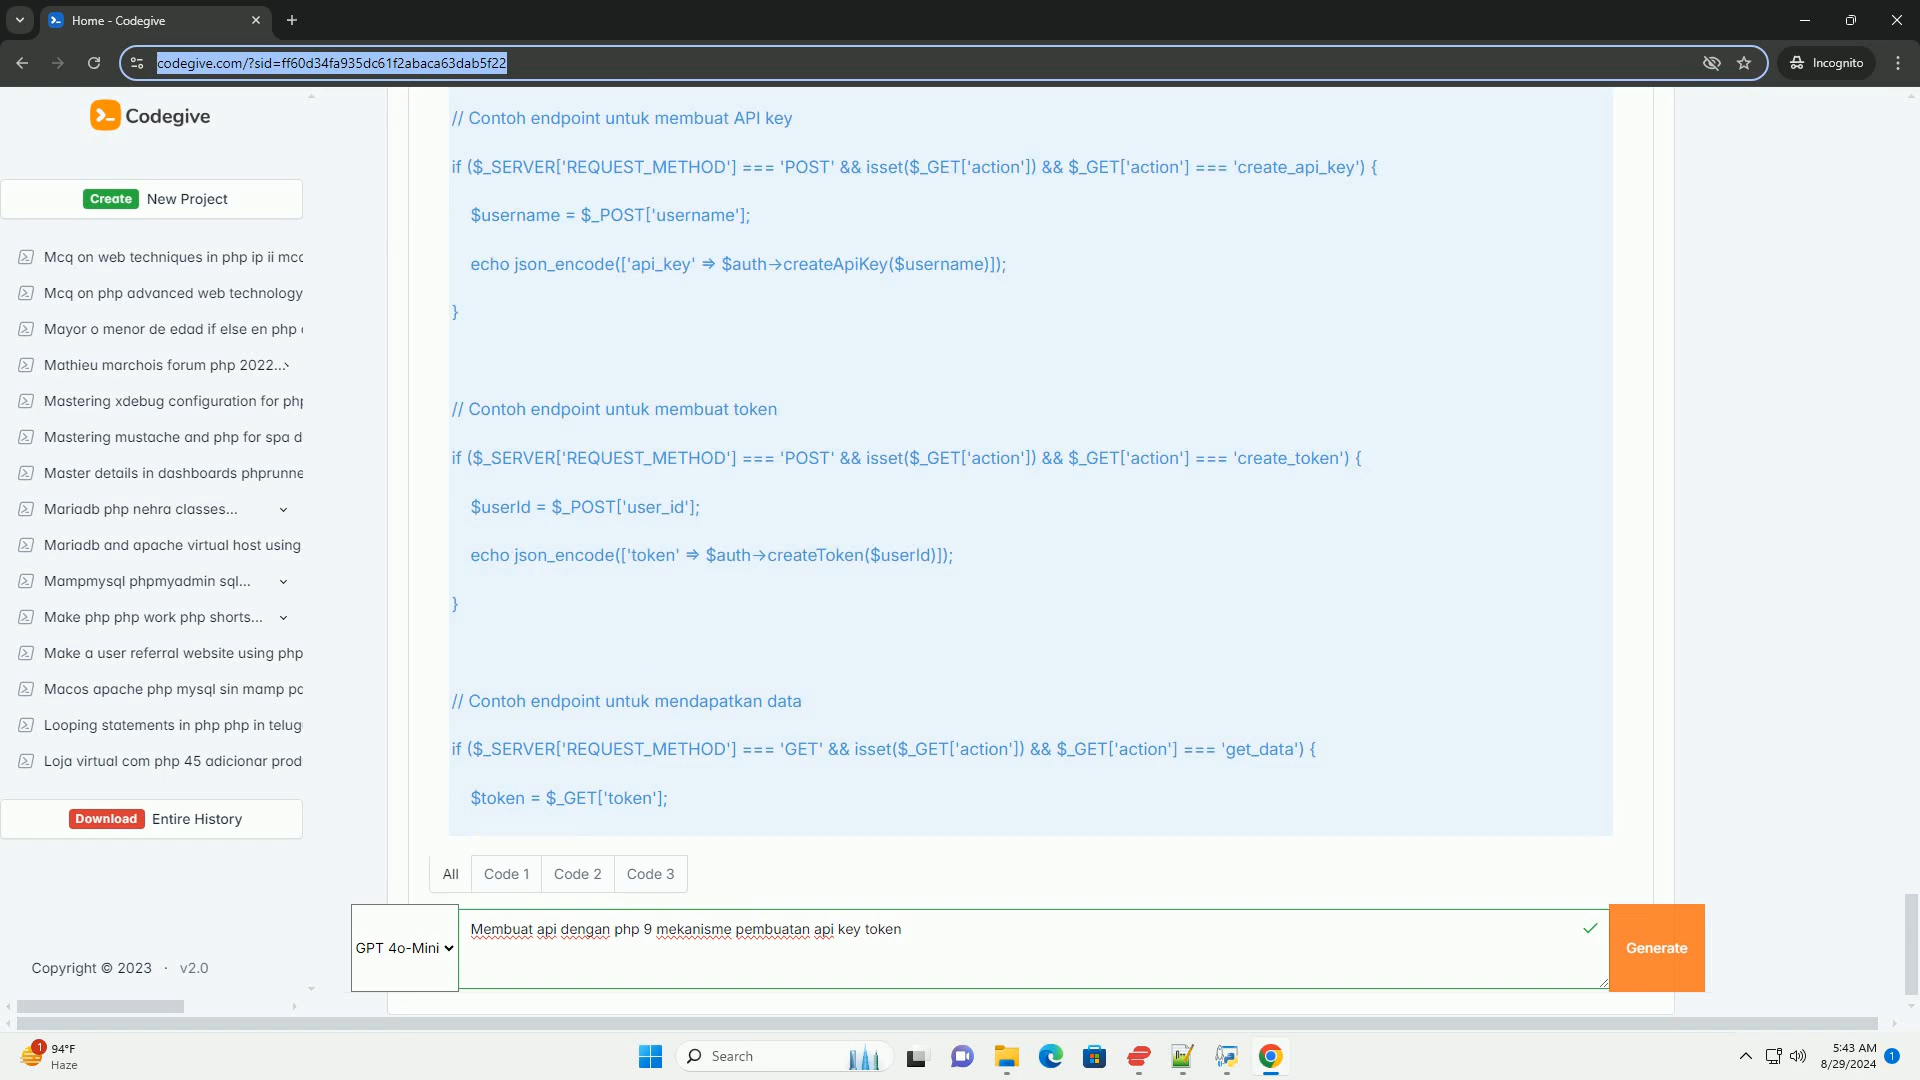 Home - Codegive
codegive.com/?sid=ff60d34fa935dc61f2abaca63dab5f22
Incognito
Codegive
Create New Project
Mcq on web techniques in php ip ii mcc
Mcq on php advanced web technology
Mayor o menor de edad if else en php
Mathieu marchois forum php 2022...
Mastering xdebug configuration for php
Mastering mustache and php for spa d
Master details in dashboards phprunne
Mariadb php nehra classes...
Mariadb and apache virtual host using
Mampmysql phpmyadmin sql...
Make php php work php shorts...
Make a user referral website using php
Macos apache php mysql sin mamp pc
Looping statements in php php in telug
Loja virtual com php 45 adicionar prod
Download Entire History
Copyright © 2023 · v2.0
// Contoh endpoint untuk membuat API key
if ($_SERVER['REQUEST_METHOD'] === 'POST' && isset($_GET['action']) && $_GET['action'] === 'create_api_key') {
$username = $_POST['username'];
echo json_encode(['api_key' => $auth->createApiKey($username)]);
}
// Contoh endpoint untuk membuat token
if ($_SERVER['REQUEST_METHOD'] === 'POST' && isset($_GET['action']) && $_GET['action'] === 'create_token') {
$userId = $_POST['user_id'];
echo json_encode(['token' => $auth->createToken($userId)]);
}
// Contoh endpoint untuk mendapatkan data
if ($_SERVER['REQUEST_METHOD'] === 'GET' && isset($_GET['action']) && $_GET['action'] === 'get_data') {
$token = $_GET['token'];
All Code 1 Code 2 Code 3
GPT 4o-Mini
Membuat api dengan php 9 mekanisme pembuatan api key token
Generate
1
94°F
Haze
Search
5:43 AM
8/29/2024
1